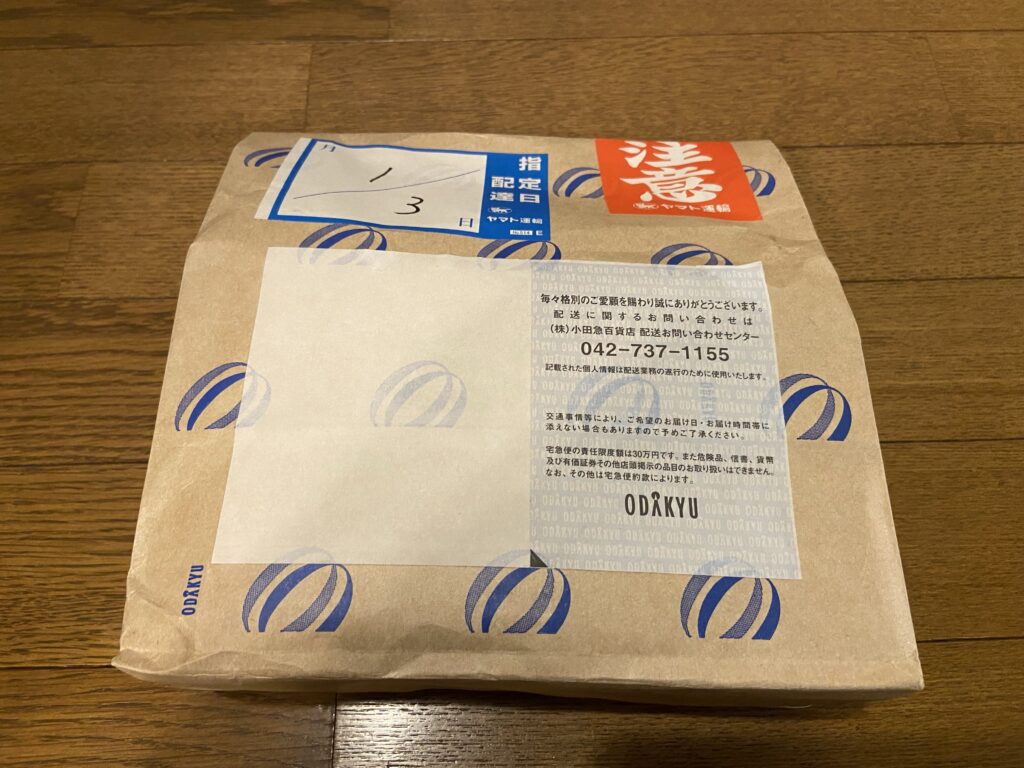 月
1
3
日
指定
配達日
ヤマト運輸
E
注意
ヤマト運輸
毎々格別のご愛顧を賜わり誠にありがとうございます。
配送に関するお問い合わせは
(株)小田急百貨店 配送お問い合わせセンター
042-737-1155
記載された個人情報は配送業務の遂行のために使用いたします。
交通事情等により、ご希望のお届け日・お届け時間帯に
添えない場合もありますので予めご了承ください。
宅急便の責任限度額は30万円です。また危険品、信書、貨幣
及び有価証券その他店頭掲示の品目のお取り扱いはできません。
なお、その他は宅急便約款によります。
ODAKYU
ODAKYU